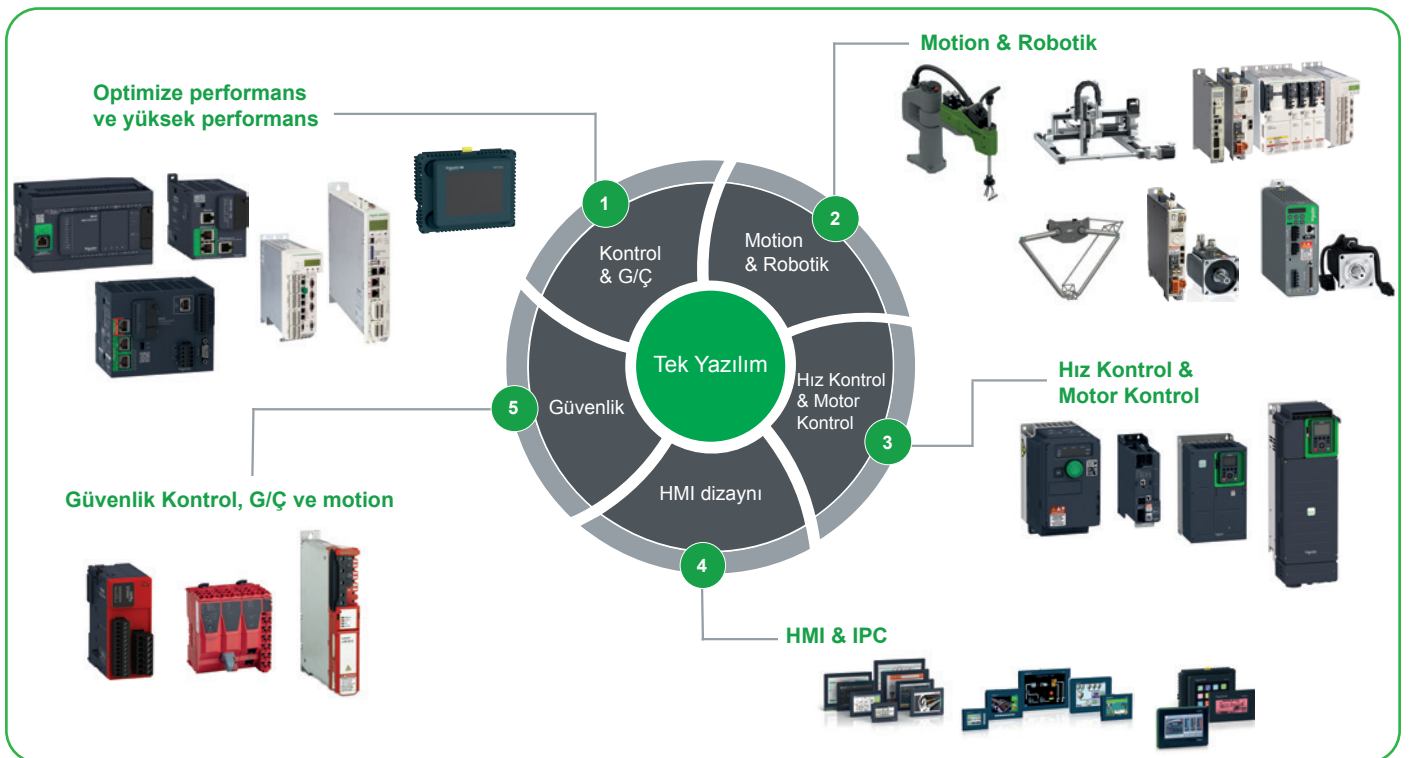 Optimize performans
ve yüksek performans
Motion & Robotik
1
Kontrol
& G/Ç
2
Motion
& Robotik
Tek Yazılım
Hız Kontrol
& Motor
Kontrol
3
Hız Kontrol &
Motor Kontrol
5
Güvenlik
HMI dizaynı
4
Güvenlik Kontrol, G/Ç ve motion
HMI & IPC